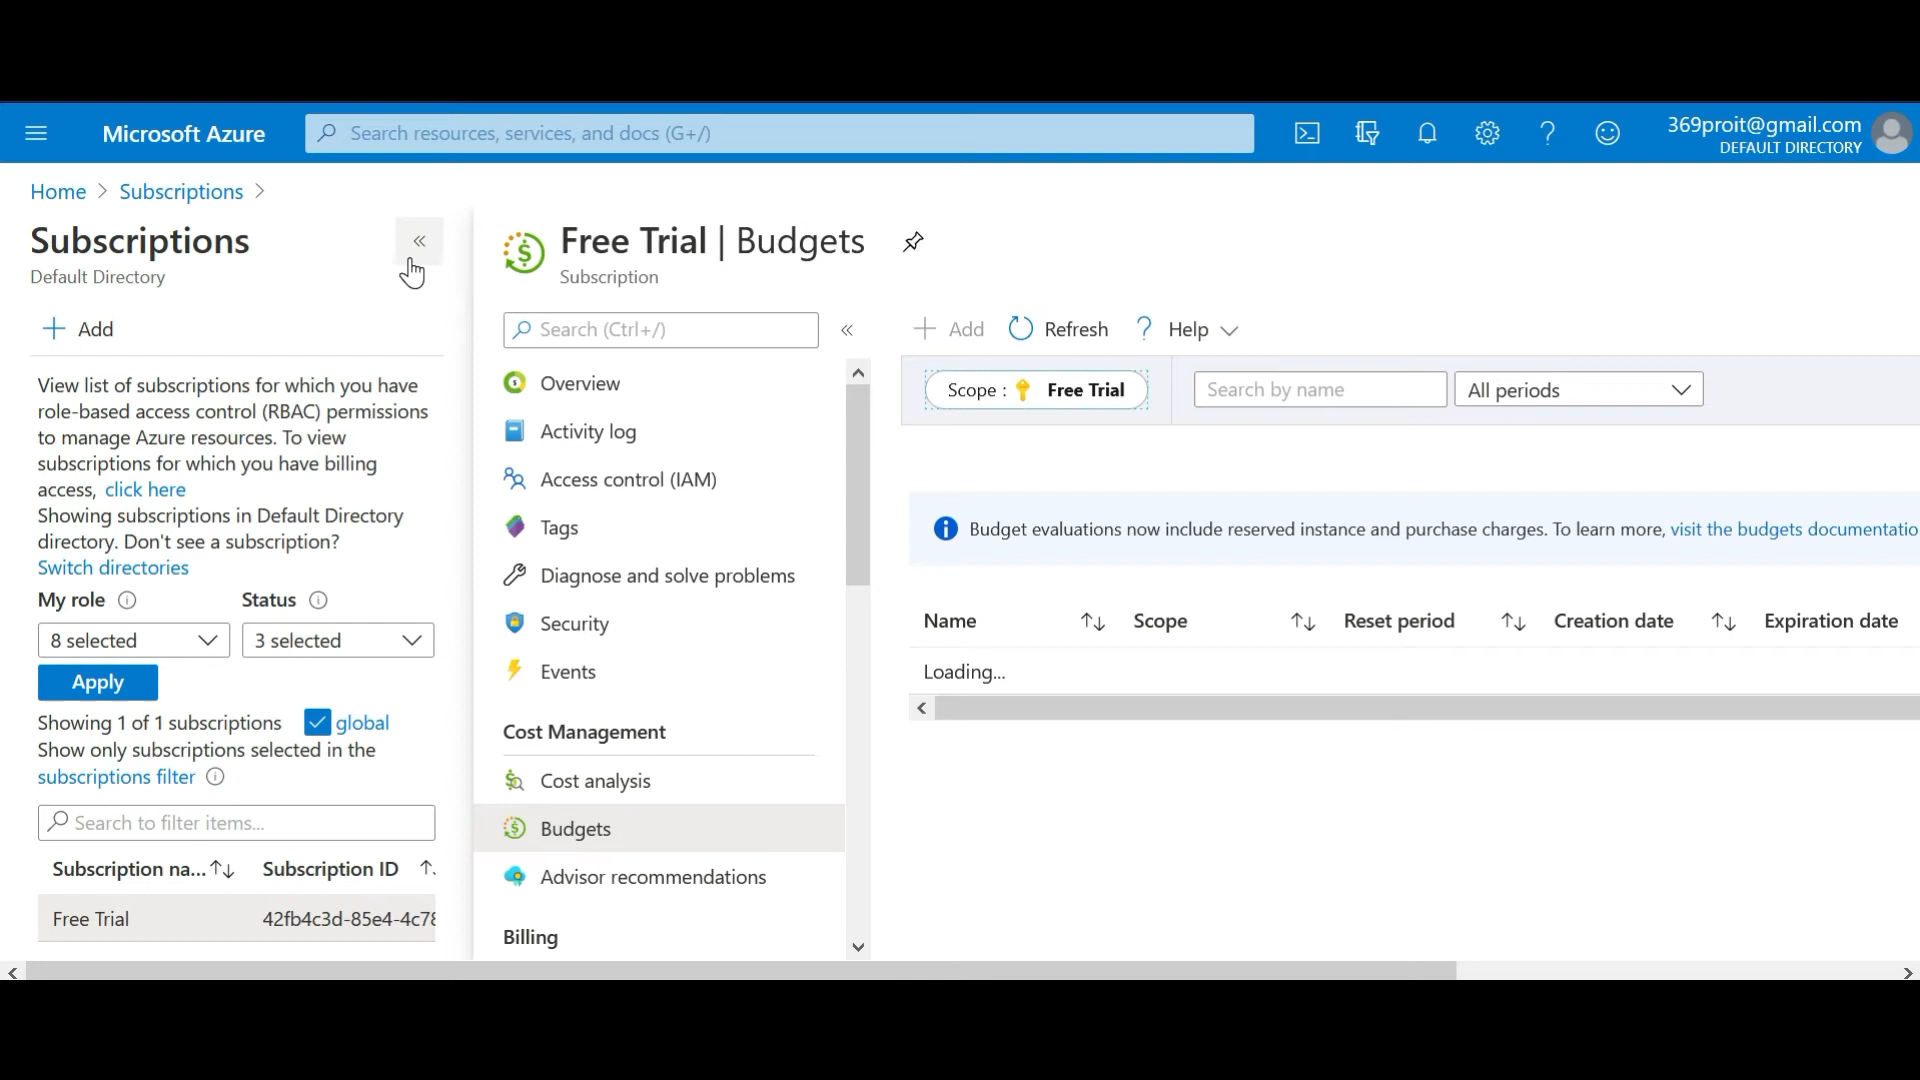 Microsoft Azure
Search resources, services, and docs (G+/)
369proit@gmail.com
DEFAULT DIRECTORY
Home > Subscriptions >
Subscriptions
Default Directory
Add
View list of subscriptions for which you have
role-based access control (RBAC) permissions
to manage Azure resources. To view
subscriptions for which you have billing
access, click here
Showing subscriptions in Default Directory
directory. Don't see a subscription?
Switch directories
My role
Status
8 selected
3 selected
Apply
Showing 1 of 1 subscriptions
global
Show only subscriptions selected in the
subscriptions filter
Search to filter items...
Subscription na...
Subscription ID
Free Trial
42fb4c3d-85e4-4c78
Free Trial | Budgets
Subscription
Search (Ctrl+/)
Overview
Activity log
Access control (IAM)
Tags
Diagnose and solve problems
Security
Events
Cost Management
Cost analysis
Budgets
Advisor recommendations
Billing
Add
Refresh
Help
Scope : Free Trial
Search by name
All periods
Budget evaluations now include reserved instance and purchase charges. To learn more, visit the budgets documentatio
Name
Scope
Reset period
Creation date
Expiration date
Loading...